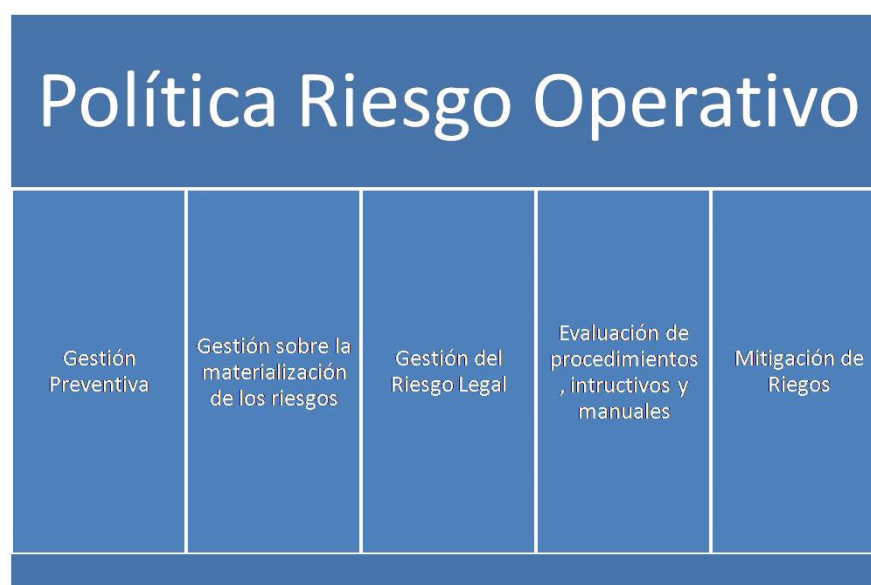 Política Riesgo Operativo
Gestión
Preventiva
Gestión sobre la
materialización
de los riesgos
Gestión del
Riesgo Legal
Evaluación de
procedimientos
, intructivos y
manuales
Mitigación de
Riegos